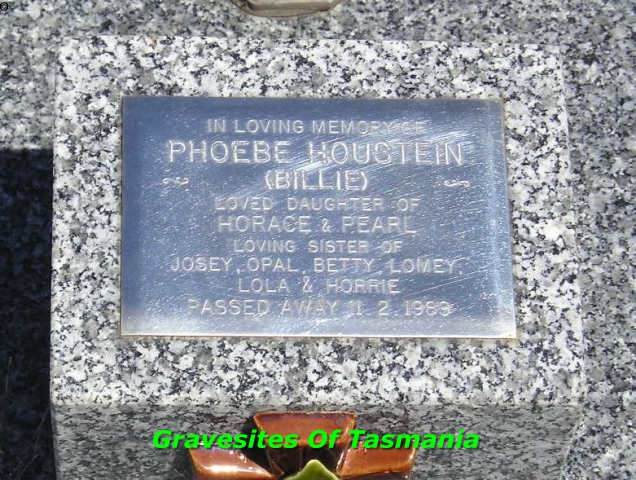 IN LOVING MEMORY OF
PHOEBE HOUSTEIN
(BILLIE)
LOVED DAUGHTER OF
HORACE & PEARL
LOVING SISTER OF
JOSEY, OPAL, BETTY, LOMEY,
LOLA & HORRIE
PASSED AWAY 11 2
Gravesites Of Tasmania